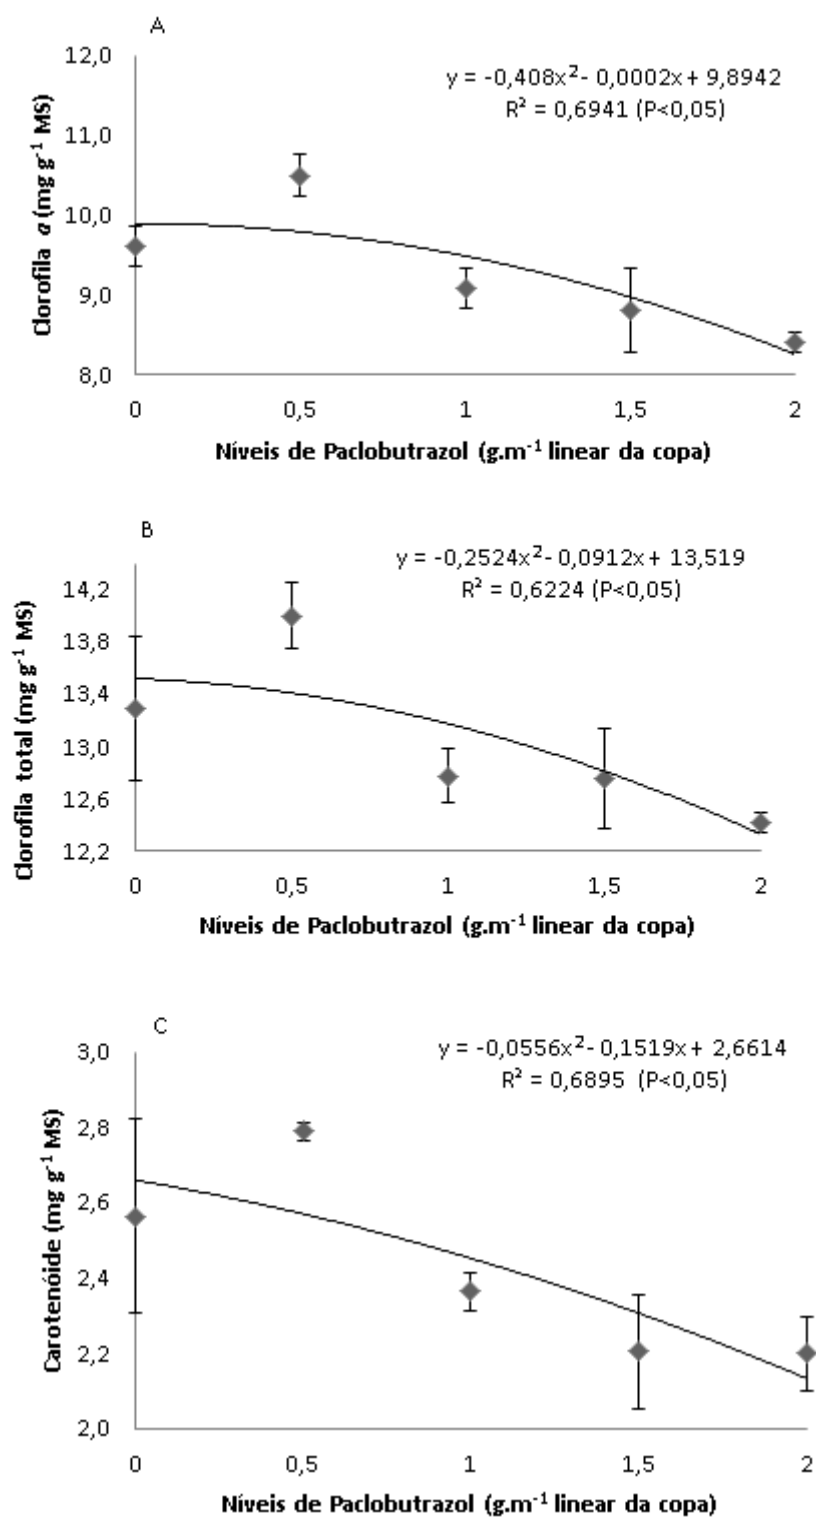 A
y = -0,408x² - 0,0002x + 9,8942
R² = 0,6941 (P<0,05)
Clorofila a (mg g⁻¹ MS)
12,0
11,0
10,0
9,0
8,0
0 0,5 1 1,5 2
Níveis de Paclobutrazol (g.m⁻¹ linear da copa)
B
y = -0,2524x² - 0,0912x + 13,519
R² = 0,6224 (P<0,05)
Clorofila total (mg g⁻¹ MS)
14,2
13,8
13,4
13,0
12,6
12,2
0 0,5 1 1,5 2
Níveis de Paclobutrazol (g.m⁻¹ linear da copa)
C
y = -0,0556x² - 0,1519x + 2,6614
R² = 0,6895 (P<0,05)
Carotenóide (mg g⁻¹ MS)
3,0
2,8
2,6
2,4
2,2
2,0
0 0,5 1 1,5 2
Níveis de Paclobutrazol (g.m⁻¹ linear da copa)